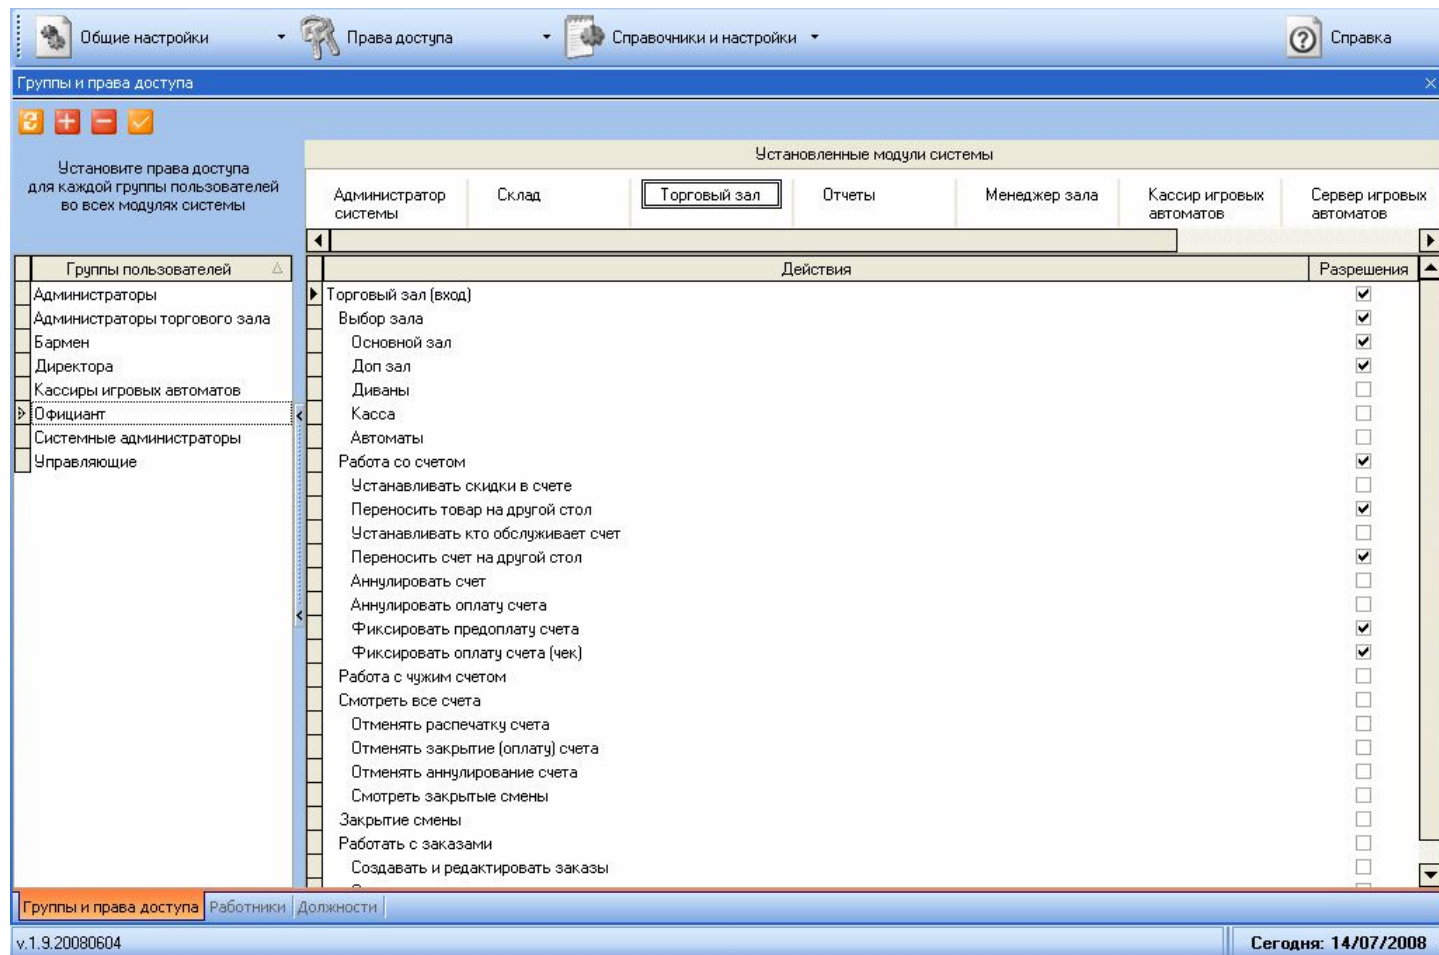 Общие настройки Права доступа Справочники и настройки Справка
Группы и права доступа
Установите права доступа
для каждой группы пользователей
во всех модулях системы
Установленные модули системы
Администратор системы Склад Торговый зал Отчеты Менеджер зала Кассир игровых автоматов Сервер игровых автоматов
Группы пользователей
Администраторы
Администраторы торгового зала
Бармен
Директора
Кассиры игровых автоматов
Официант
Системные администраторы
Управляющие
Действия Разрешения
Торговый зал (вход)
Выбор зала
Основной зал
Доп зал
Диваны
Касса
Автоматы
Работа со счетом
Устанавливать скидки в счете
Переносить товар на другой стол
Устанавливать кто обслуживает счет
Переносить счет на другой стол
Аннулировать счет
Аннулировать оплату счета
Фиксировать предоплату счета
Фиксировать оплату счета (чек)
Работа с чужим счетом
Смотреть все счета
Отменять распечатку счета
Отменять закрытие (оплату) счета
Отменять аннулирование счета
Смотреть закрытые смены
Закрытие смены
Работать с заказами
Создавать и редактировать заказы
Группы и права доступа Работники Должности
v.1.9.20080604 Сегодня: 14/07/2008